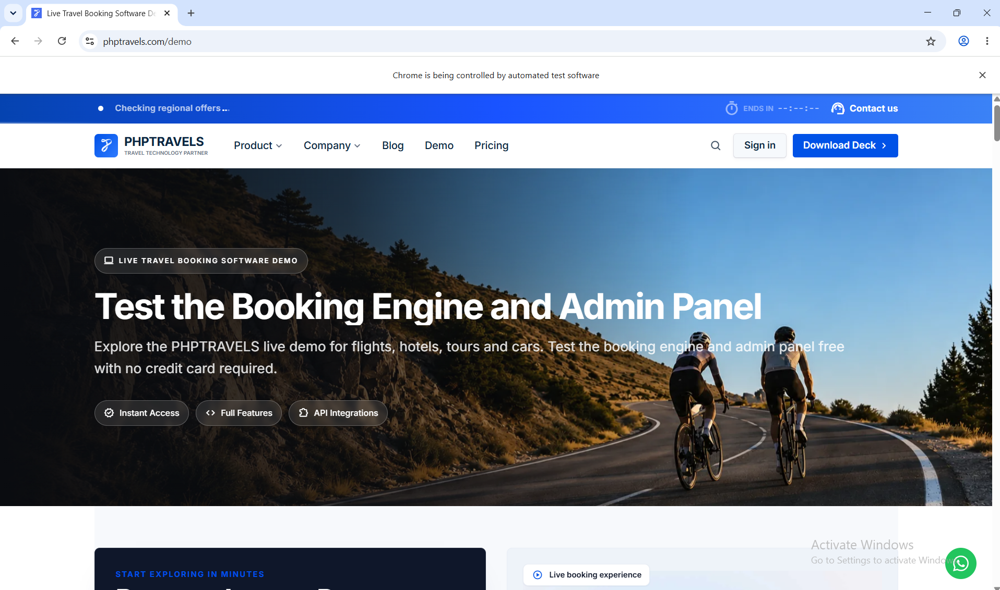 Live Travel Booking Software De
phptravels.com/demo
Chrome is being controlled by automated test software
Checking regional offers...
ENDS IN --:--:--
Contact us
PHPTRAVELS
TRAVEL TECHNOLOGY PARTNER
Product
Company
Blog
Demo
Pricing
Sign in
Download Deck
LIVE TRAVEL BOOKING SOFTWARE DEMO
Test the Booking Engine and Admin Panel
Explore the PHPTRAVELS live demo for flights, hotels, tours and cars. Test the booking engine and admin panel free
with no credit card required.
Instant Access
Full Features
API Integrations
START EXPLORING IN MINUTES
Live booking experience
Activate Windows
Go to Settings to activate Windows